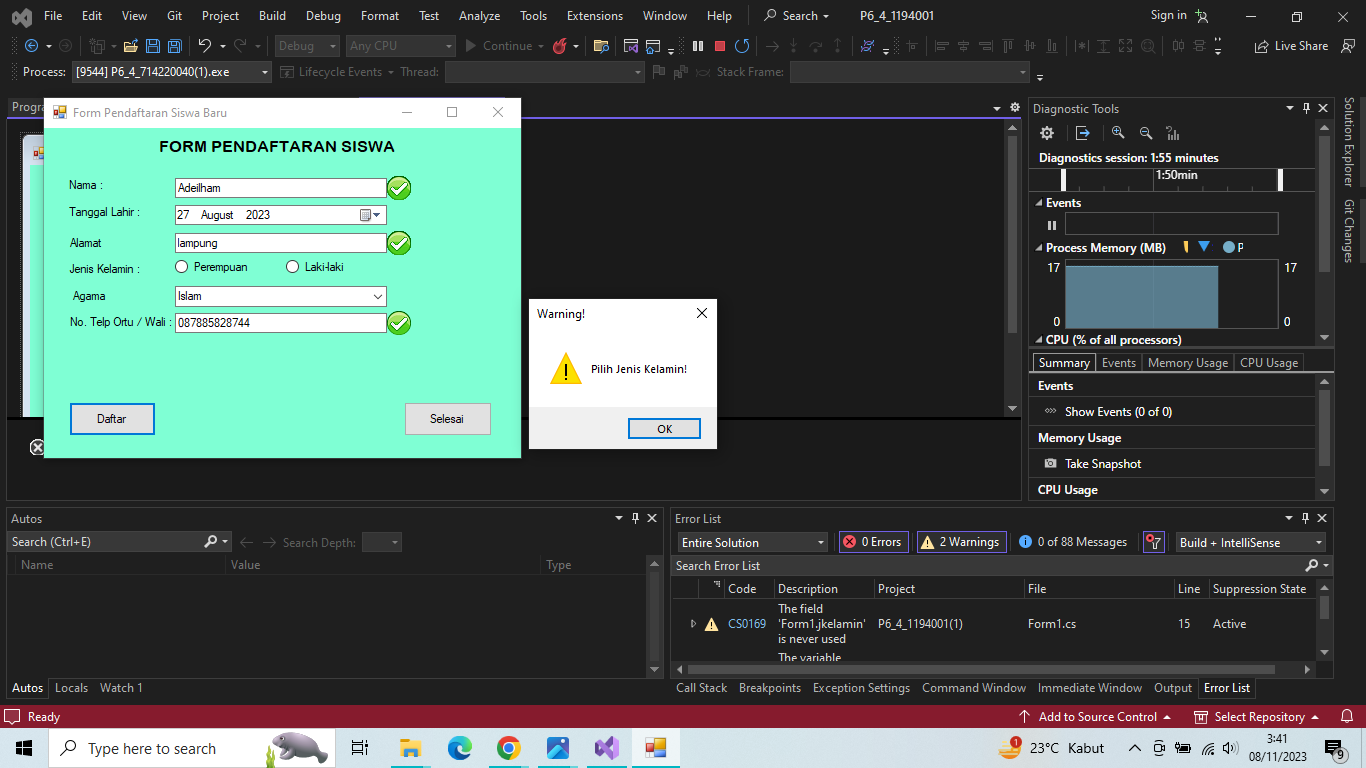 File Edit View Git Project Build Debug Format Test Analyze Tools Extensions Window Help Search P6_4_1194001 Sign in
Debug Any CPU Continue Live Share
Process: [9544] P6_4_714220040(1).exe Lifecycle Events Thread: Stack Frame:
Progra
Form Pendaftaran Siswa Baru
FORM PENDAFTARAN SISWA
Nama : Adeilham
Tanggal Lahir : 27 August 2023
Alamat lampung
Jenis Kelamin : Perempuan Laki-laki
Agama Islam
No. Telp Ortu / Wali : 087885828744
Daftar Selesai
Warning!
Pilih Jenis Kelamin!
OK
Diagnostic Tools
Diagnostics session: 1:55 minutes
1:50min
Events
Process Memory (MB) P
17 17
0 0
CPU (% of all processors)
Summary Events Memory Usage CPU Usage
Events
Show Events (0 of 0)
Memory Usage
Take Snapshot
CPU Usage
Solution Explorer
Git Changes
Autos
Search (Ctrl+E) Search Depth:
Name Value Type
Autos Locals Watch 1
Error List
Entire Solution 0 Errors 2 Warnings 0 of 88 Messages Build + IntelliSense
Search Error List
Code Description Project File Line Suppression State
CS0169 The field 'Form1.jkelamin' is never used P6_4_1194001(1) Form1.cs 15 Active
The variable
Call Stack Breakpoints Exception Settings Command Window Immediate Window Output Error List
Ready Add to Source Control Select Repository
Type here to search 1 23°C Kabut 3:41
08/11/2023 9